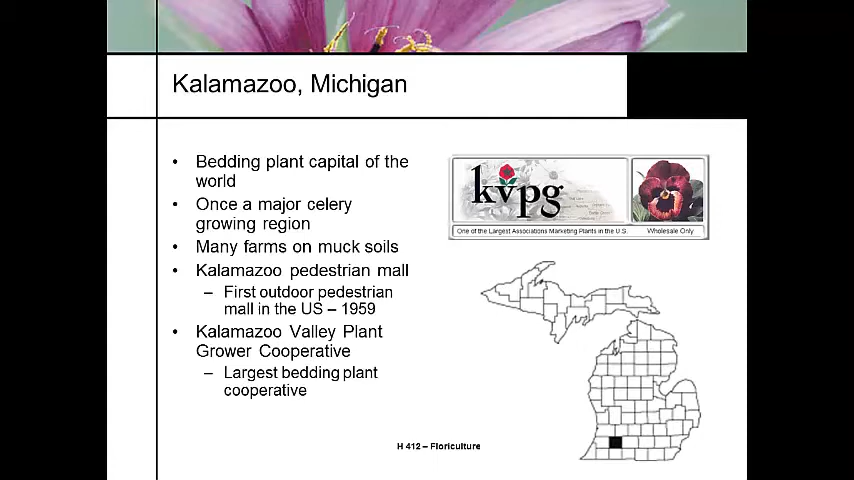 Kalamazoo, Michigan
• Bedding plant capital of the
world
• Once a major celery
growing region
• Many farms on muck soils
• Kalamazoo pedestrian mall
– First outdoor pedestrian
mall in the US – 1959
• Kalamazoo Valley Plant
Grower Cooperative
– Largest bedding plant
cooperative
kvpg
One of the Largest Associations Marketing Plants in the U.S. Wholesale Only
H 412 – Floriculture